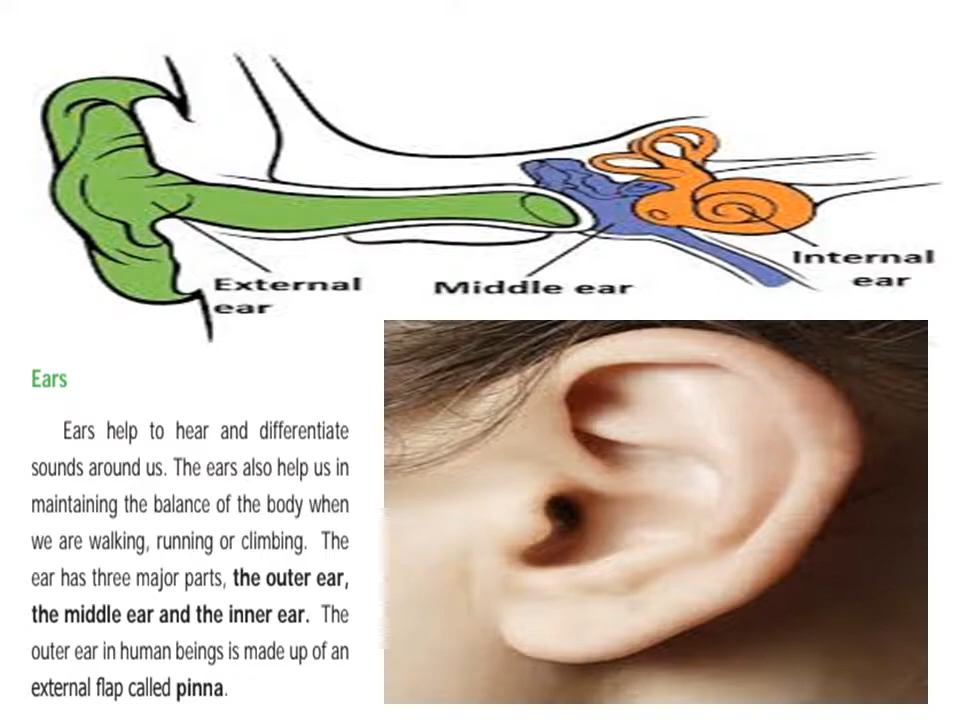 External
ear
Middle ear
Internal
ear
Ears
Ears help to hear and differentiate
sounds around us. The ears also help us in
maintaining the balance of the body when
we are walking, running or climbing. The
ear has three major parts, the outer ear,
the middle ear and the inner ear. The
outer ear in human beings is made up of an
external flap called pinna.